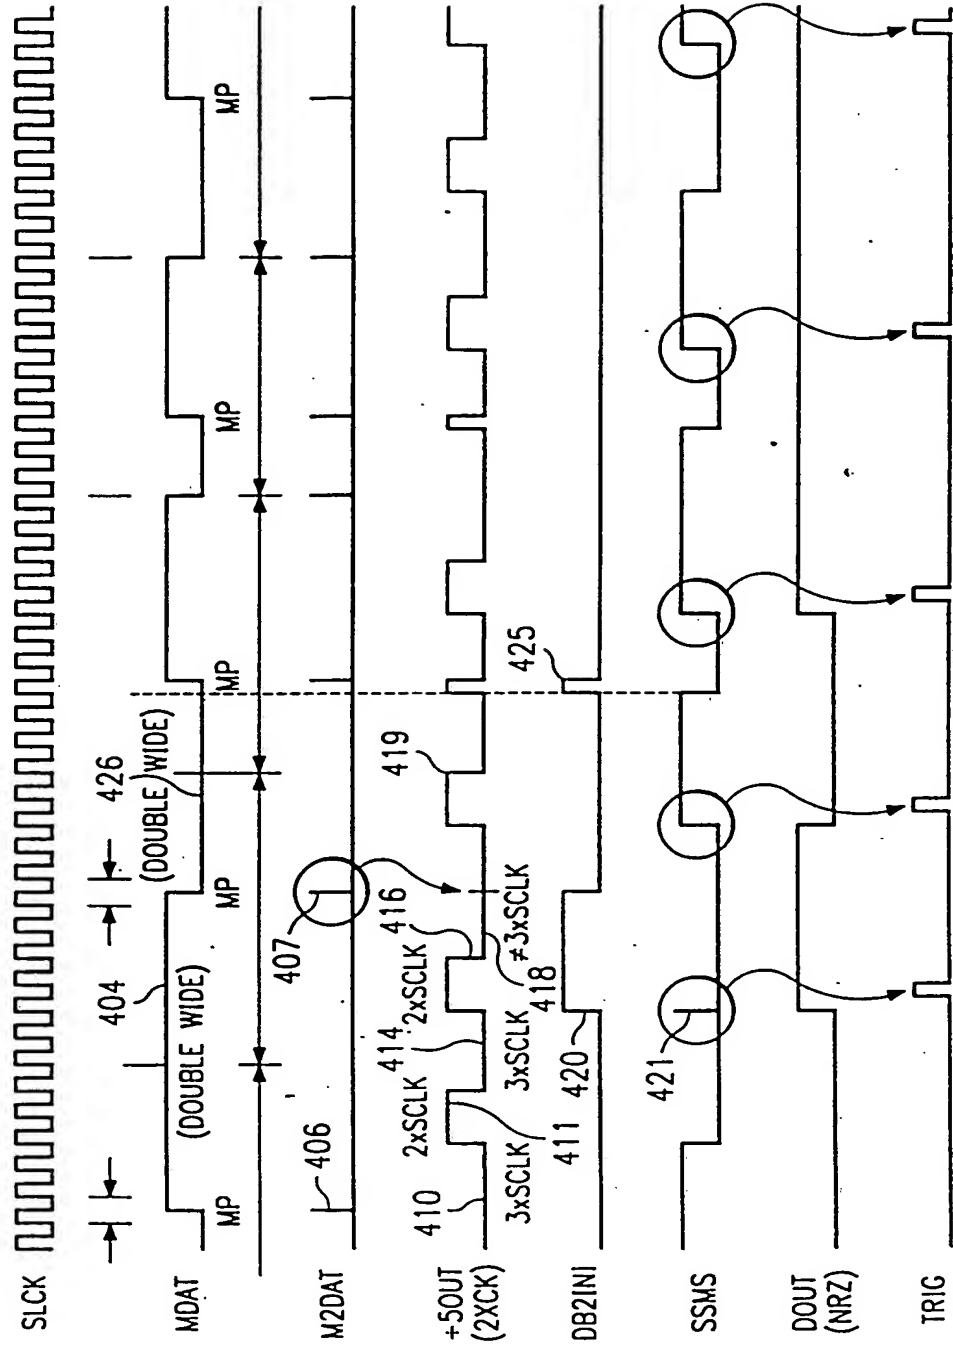 SLCK
404
426
MDAT
(DOUBLE WIDE)
(DOUBLE WIDE)
MP
MP
MP
MP
MP
M2DAT
406
407
+5OUT
(2XCK)
410
3xSCLK
411
2xSCLK
414
3xSCLK
2xSCLK
416
418
≠3xSCLK
419
DB2INI
420
425
SSMS
421
DOUT
(NRZ)
TRIG